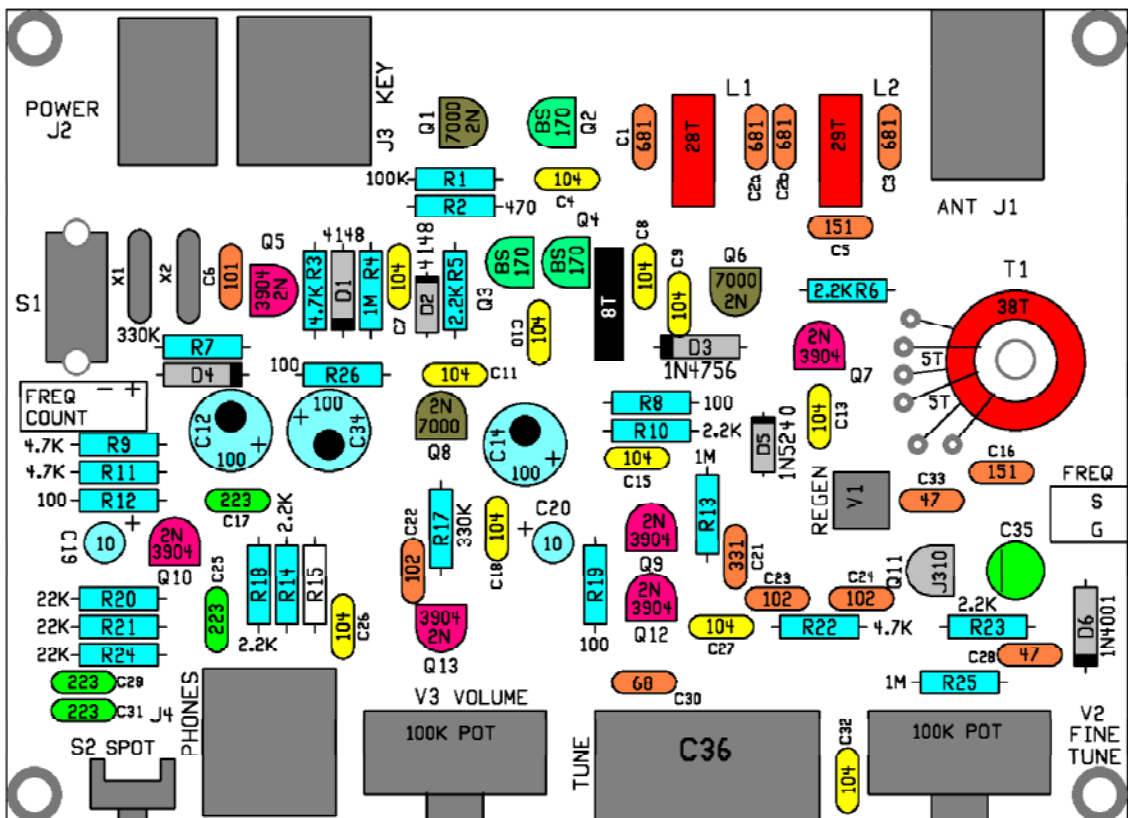 POWER
J2
J3 KEY
Q1
7000
2N
BS
170
Q2
C1
681
28T
L1
681
C2a
681
C2b
29T
L2
681
C3
ANT J1
100K
R1
R2
470
104
C4
151
C5
S1
X1
X2
C6
101
Q5
3904
2N
4.7K R3
4148
D1
1M R4
104
C7
4148
D2
2.2K R5
Q3
BS
170
Q4
BS
170
C10
104
8T
C8
104
C9
104
Q6
7000
2N
2.2K R6
T1
38T
5T
5T
330K
R7
D4
100
R26
104
C11
D3
1N4756
2N
3904
Q7
FREQ - +
COUNT
C12
+
100
100
+
C34
2N
7000
Q8
C14
+
100
R8
100
R10
2.2K
104
C15
D5
1N5240
104
C13
4.7K
R9
4.7K
R11
100
R12
223
C17
R17
330K
104
C18
1M
R13
REGEN
V1
C33
47
C16
151
FREQ
S
G
C19
10
+
2N
3904
Q10
C25
223
R18
2.2K
2.2K
R14
R15
104
C26
C22
102
C20
+
10
R19
100
2N
3904
Q9
2N
3904
Q12
331
C21
C23
102
C24
102
Q11
J310
C35
22K
R20
22K
R21
22K
R24
3904
2N
Q13
104
C27
R22
4.7K
2.2K
R23
C28
47
D6
1N4001
223
C29
223
C31
J4
PHONES
V3 VOLUME
100K POT
68
C30
TUNE
C36
C32
104
1M
R25
100K POT
V2
FINE
TUNE
S2 SPOT